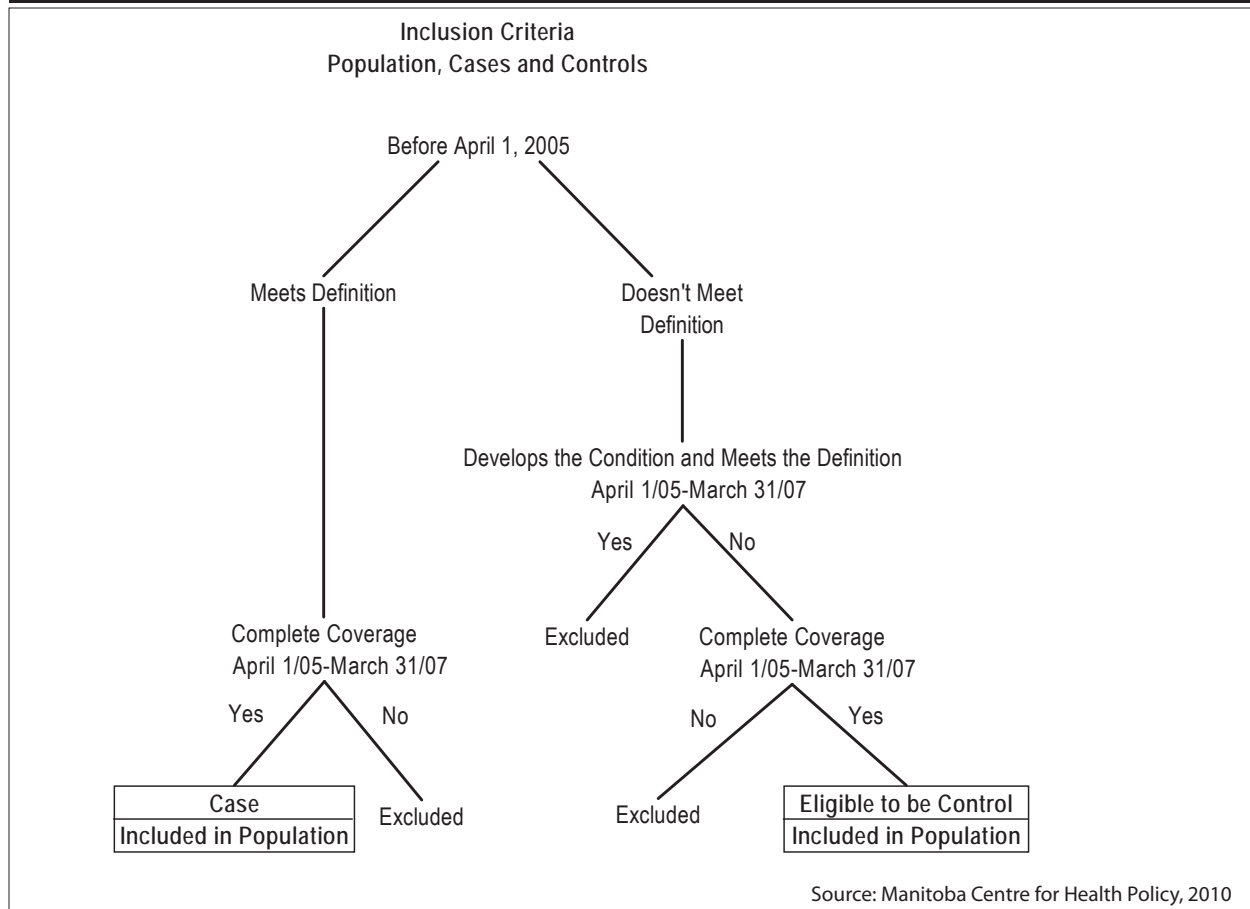 Inclusion Criteria
Population, Cases and Controls
Before April 1, 2005
Meets Definition
Doesn't Meet
Definition
Develops the Condition and Meets the Definition
April 1/05-March 31/07
Yes
No
Excluded
Complete Coverage
April 1/05-March 31/07
Complete Coverage
April 1/05-March 31/07
Yes
No
No
Yes
Case
Included in Population
Excluded
Excluded
Eligible to be Control
Included in Population
Source: Manitoba Centre for Health Policy, 2010